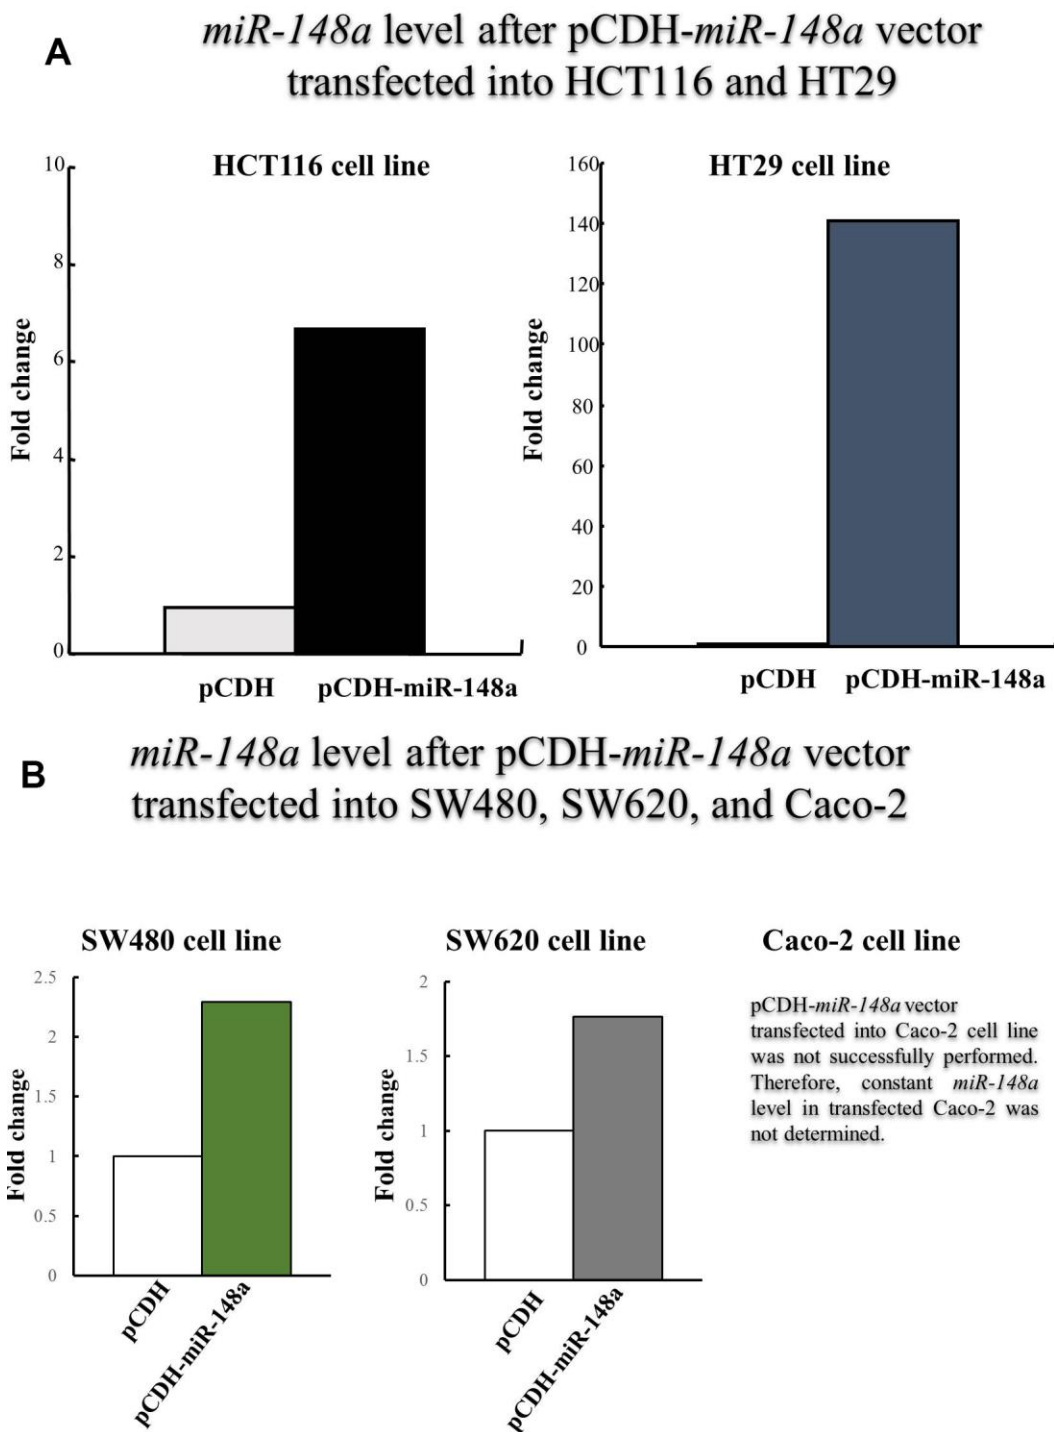 A
miR-148a level after pCDH-miR-148a vector
transfected into HCT116 and HT29
HCT116 cell line
10
8
6
4
2
0
Fold change
pCDH
pCDH-miR-148a
HT29 cell line
160
140
120
100
80
60
40
20
0
Fold change
pCDH
pCDH-miR-148a
B
miR-148a level after pCDH-miR-148a vector
transfected into SW480, SW620, and Caco-2
SW480 cell line
2.5
2
1.5
1
0.5
0
Fold change
pCDH
pCDH-miR-148a
SW620 cell line
2
1.5
1
0.5
0
Fold change
pCDH
pCDH-miR-148a
Caco-2 cell line
pCDH-miR-148a vector
transfected into Caco-2 cell line
was not successfully performed.
Therefore, constant miR-148a
level in transfected Caco-2 was
not determined.